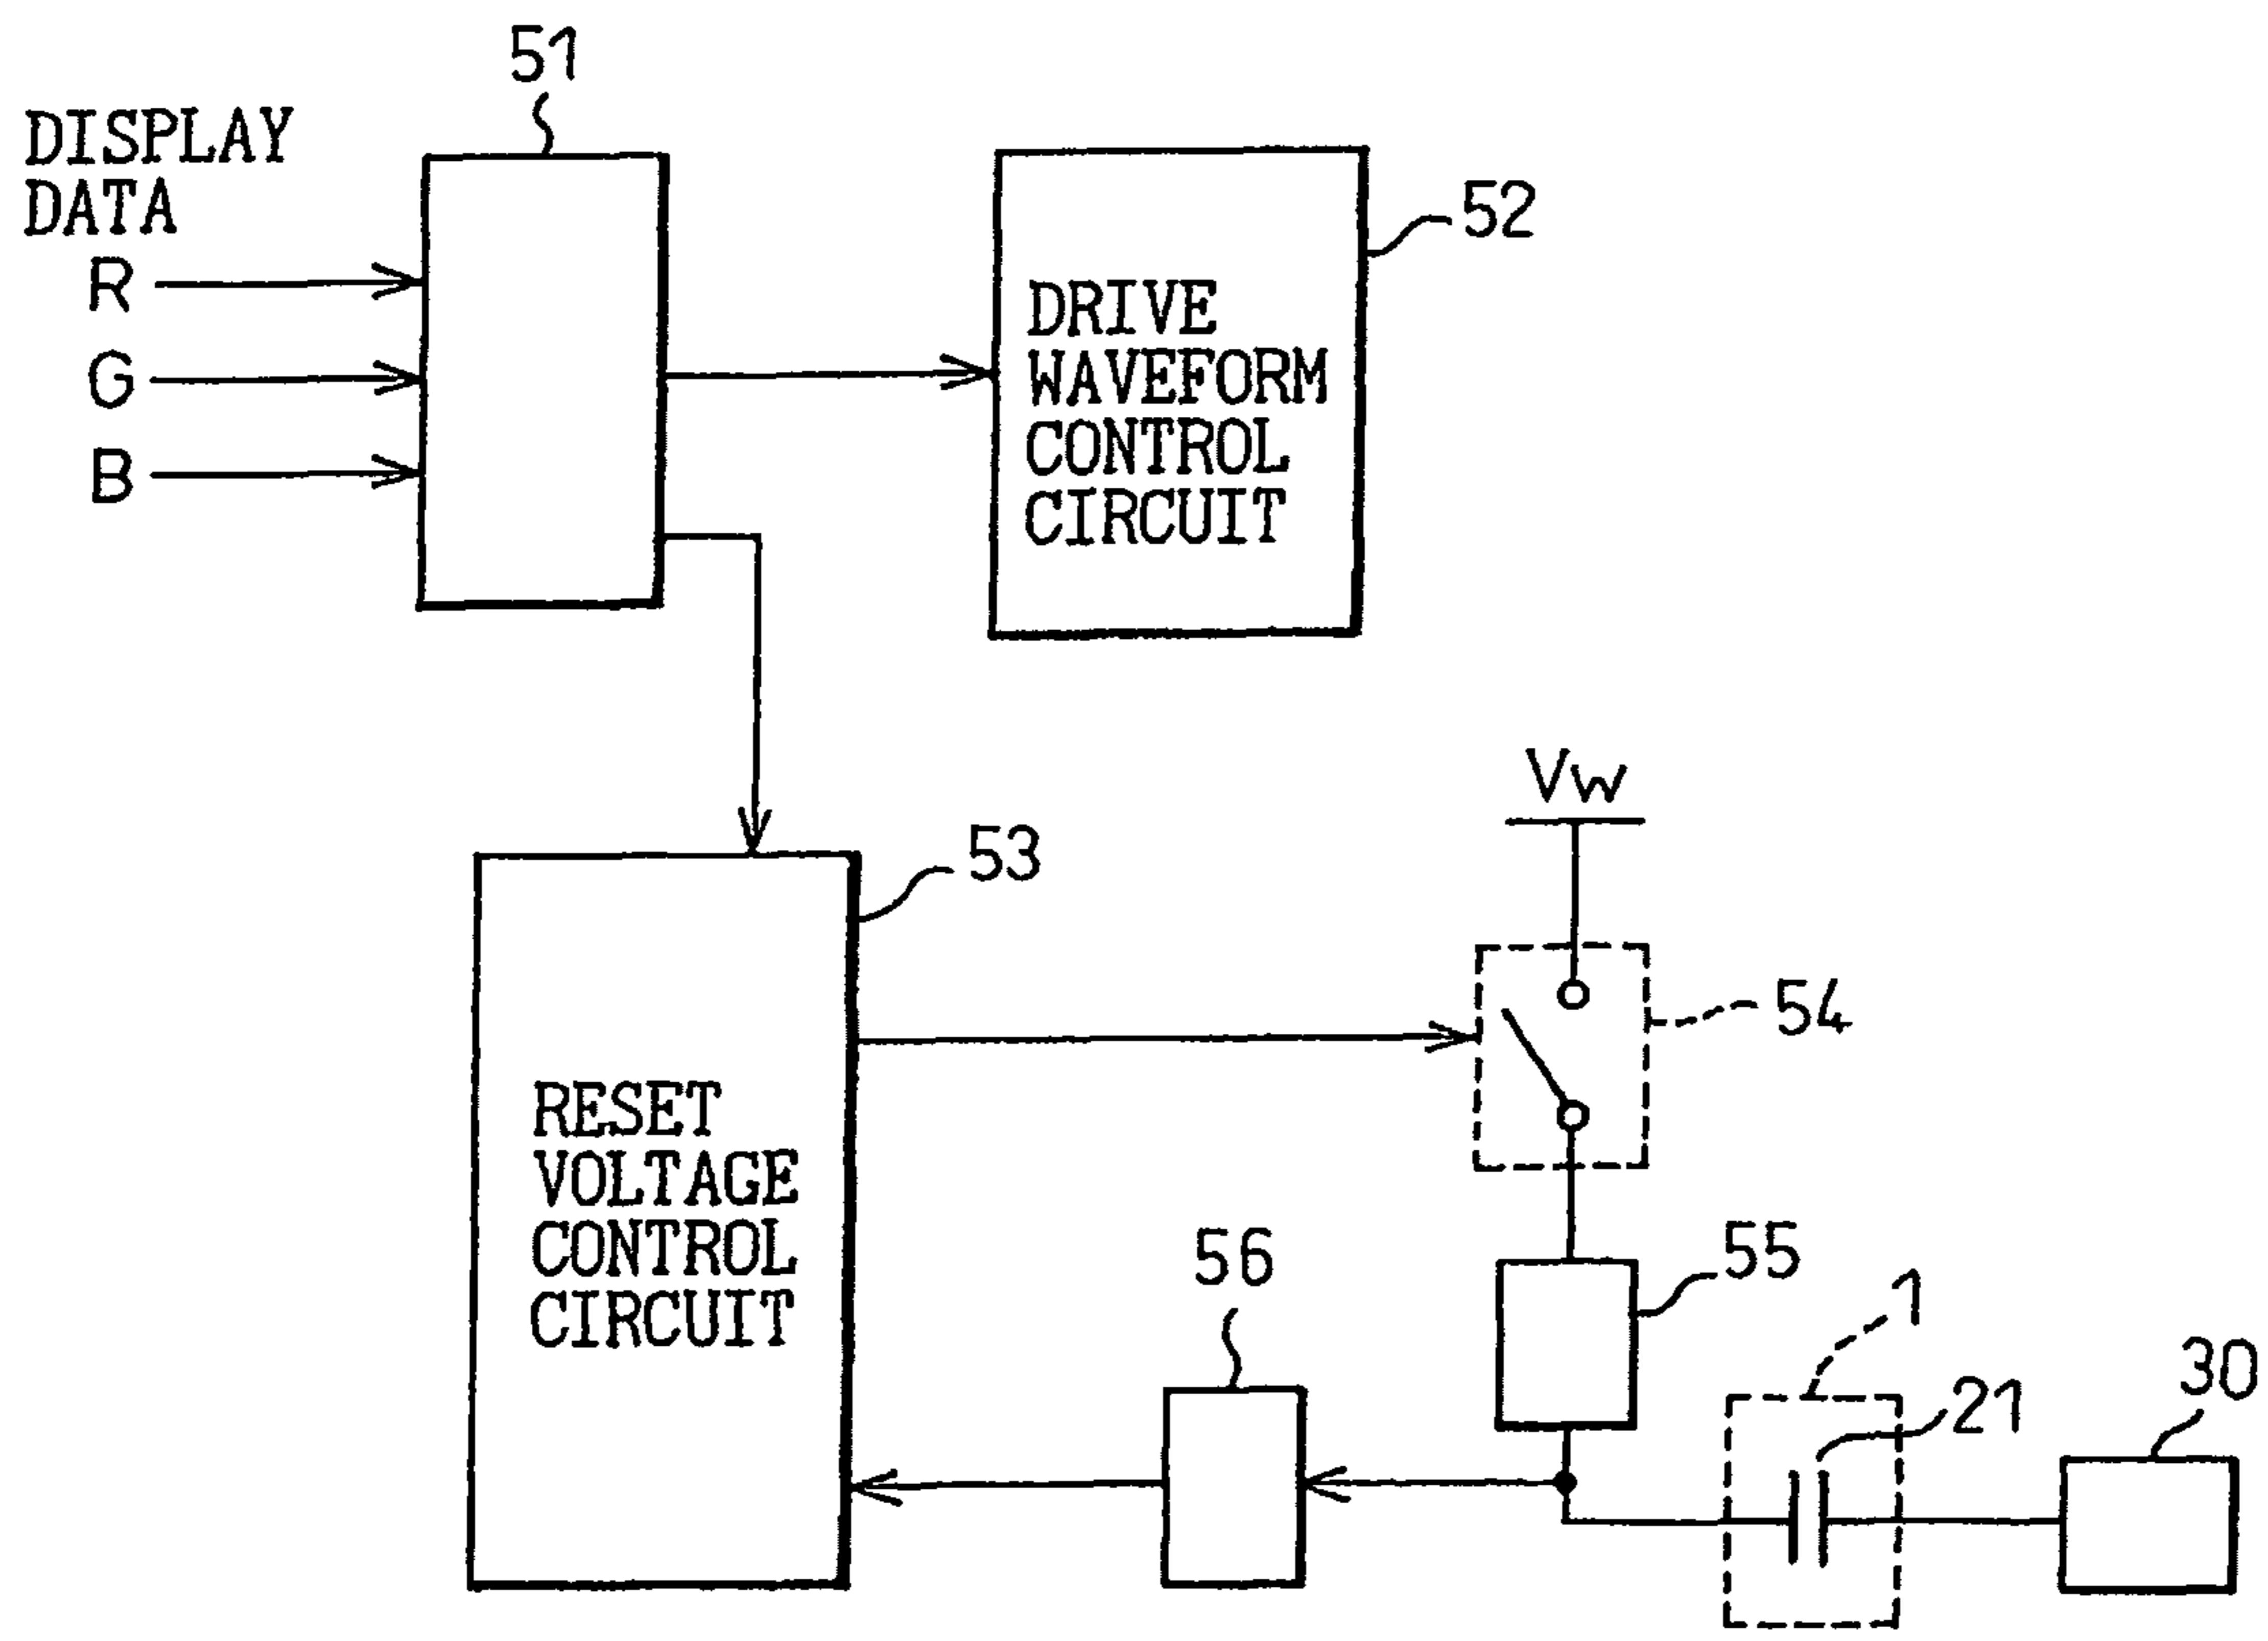 51
DISPLAY
DATA
R
G
B
52
DRIVE
WAVEFORM
CONTROL
CIRCUIT
Vw
53
54
RESET
VOLTAGE
CONTROL
CIRCUIT
56
55
1
30
21